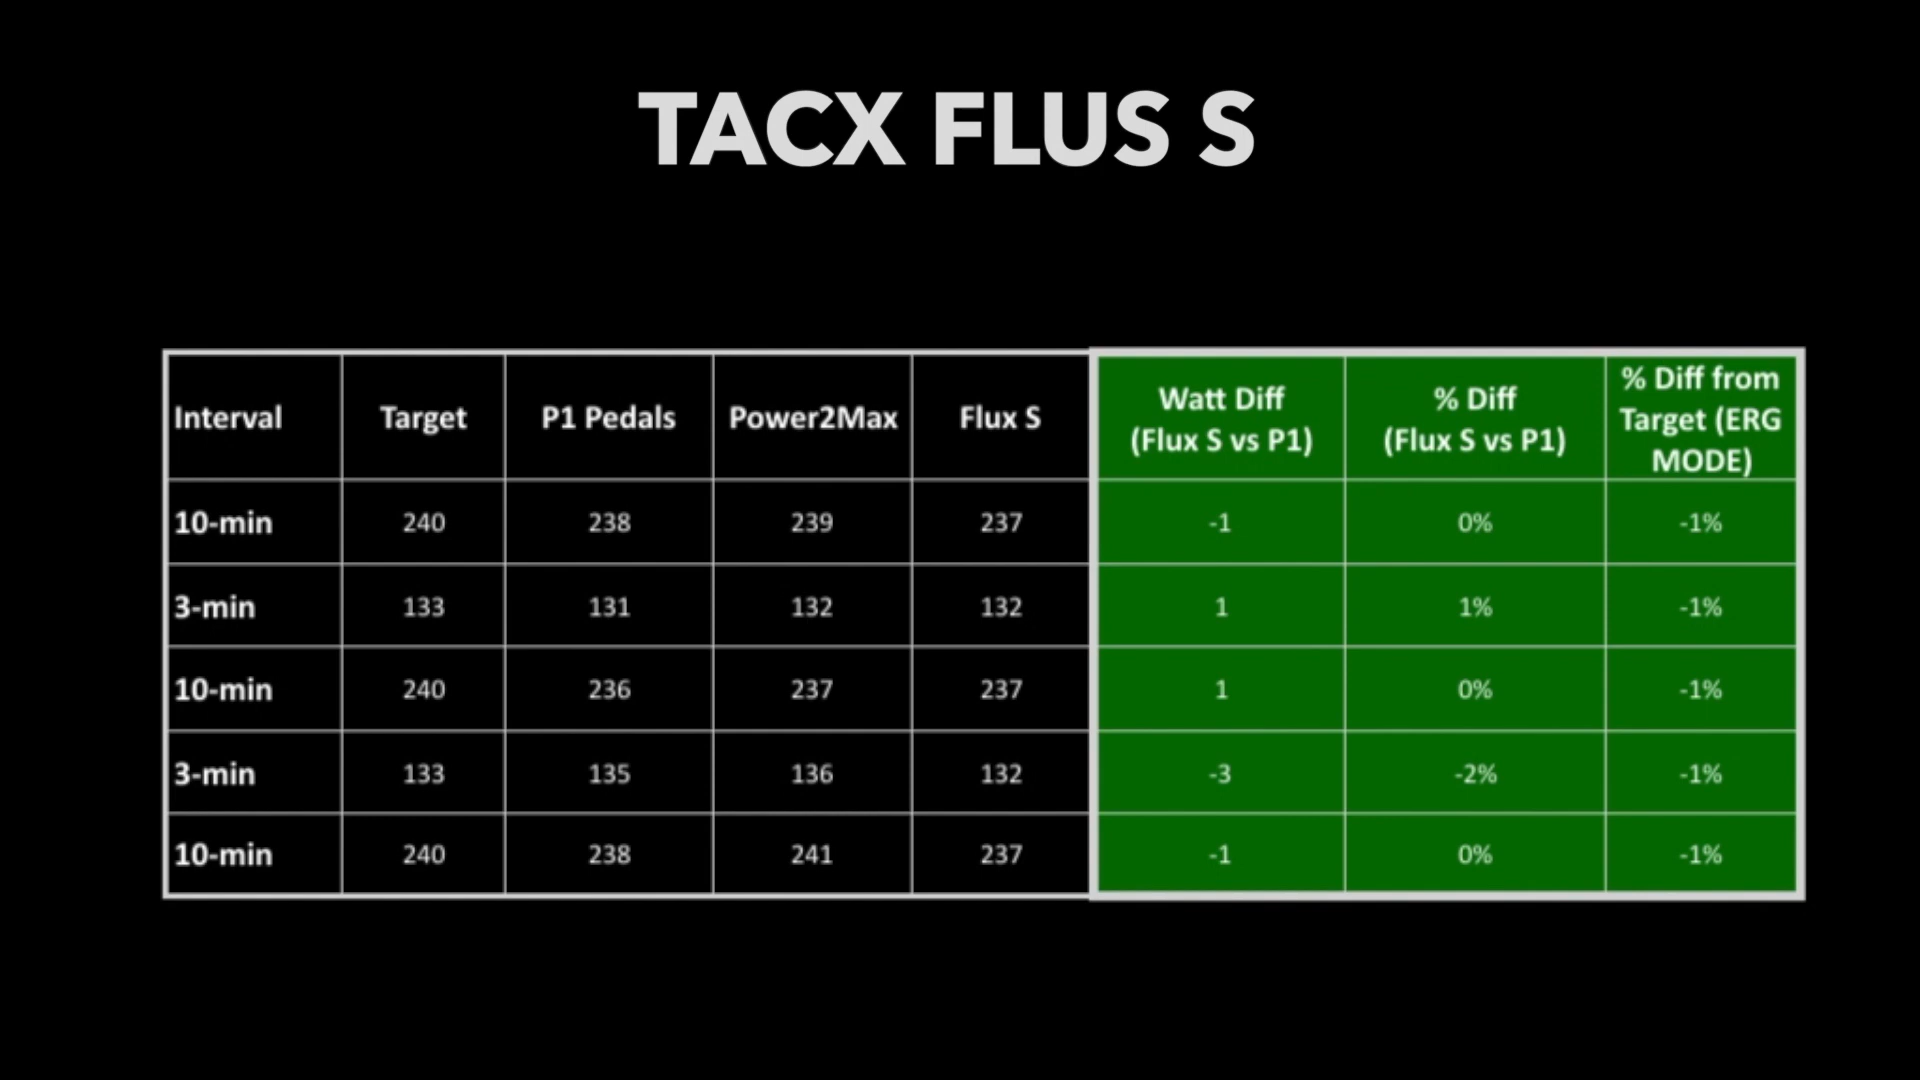 TACX FLUS S
Interval Target P1 Pedals Power2Max Flux S Watt Diff (Flux S vs P1) % Diff (Flux S vs P1) % Diff from Target (ERG MODE)
10-min 240 238 239 237 -1 0% -1%
3-min 133 131 132 132 1 1% -1%
10-min 240 236 237 237 1 0% -1%
3-min 133 135 136 132 -3 -2% -1%
10-min 240 238 241 237 -1 0% -1%